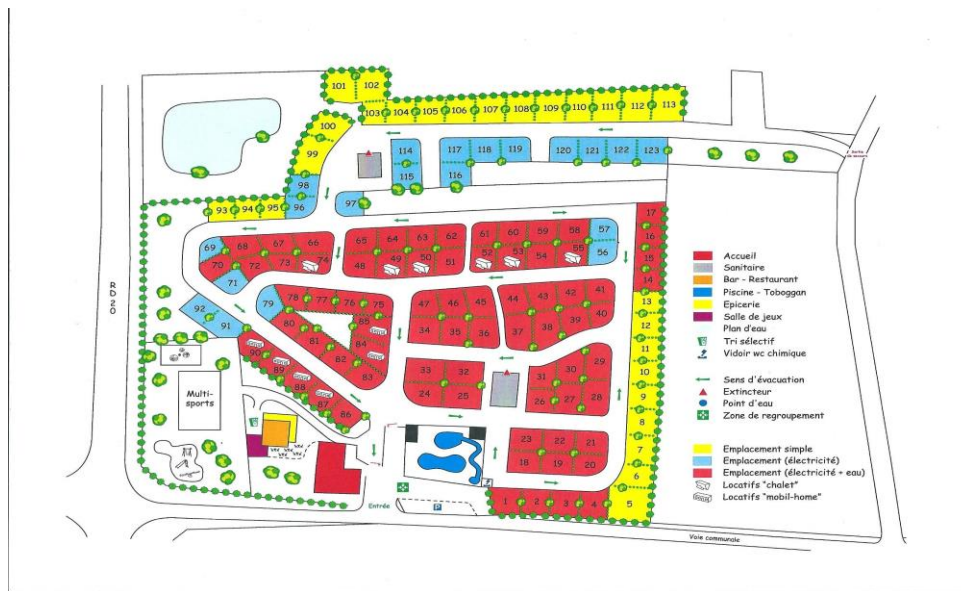 101 102
103 104 105 106 107 108 109 110 111 112 113
100
99
98
96
97
93 94 95
114
115
117 118 119
116
120 121 122 123
17
16
15
14
13
12
11
10
9
8
7
6
5
69 68 67 66
70 72 73 74
71
65 64 63 62
48 49 50 51
61 60 59 58 57
52 53 54 55 56
92
91
79 78 77 76 75
80
81
82
83
85
84
90
89
88
87
86
47 46 45
34 35 36
44 43 42 41
37 38 39 40
33 32
24 25
31 30 29
26 27 28
23 22 21
18 19 20
1 2 3 4
RD20
Multi-
sports
Entrée
P
Voie communale
Accueil
Sanitaire
Bar - Restaurant
Piscine - Toboggan
Epicerie
Salle de jeux
Plan d'eau
Tri sélectif
Vidoir wc chimique
Sens d'évacuation
Extincteur
Point d'eau
Zone de regroupement
Emplacement simple
Emplacement (électricité)
Emplacement (électricité + eau)
Locatifs "chalet"
Locatifs "mobil-home"